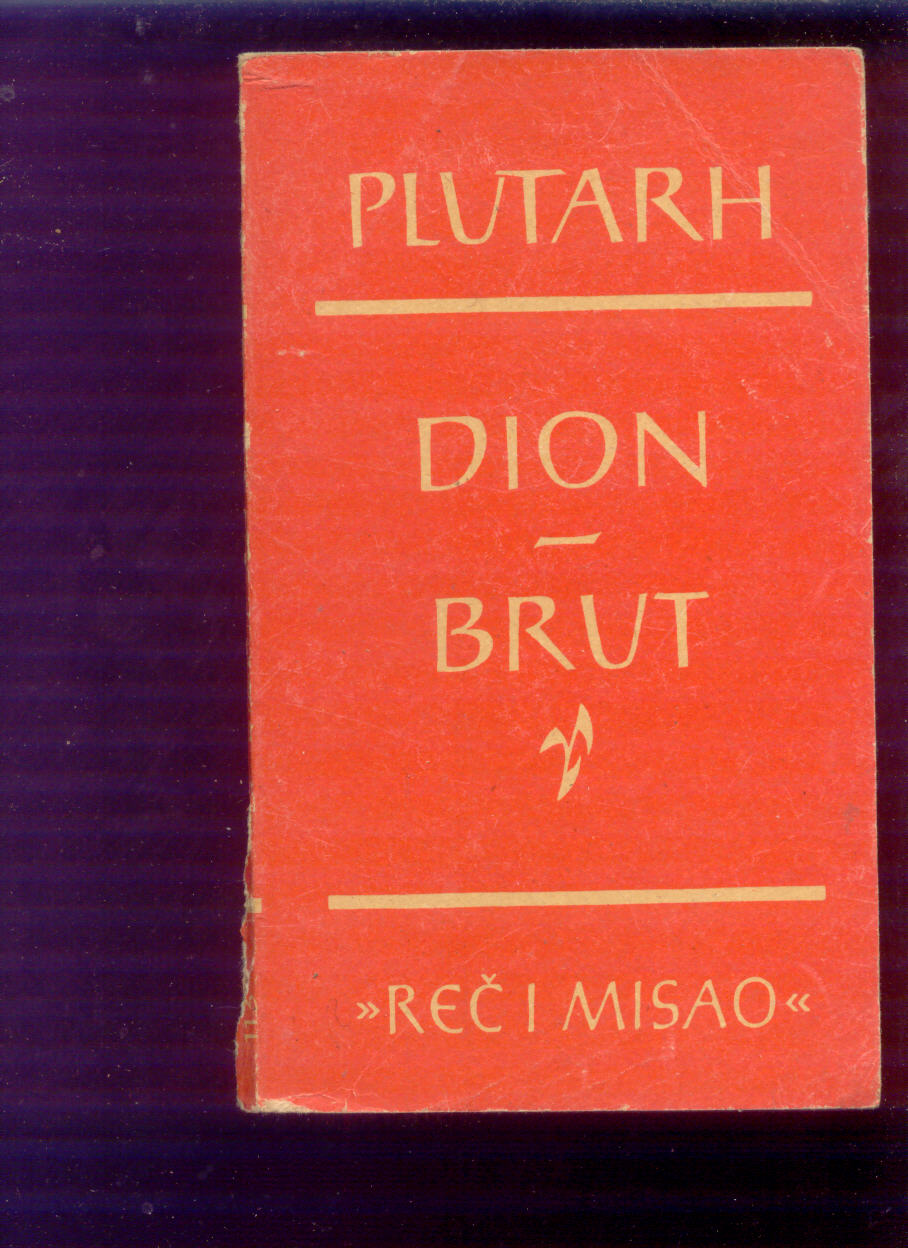 PLUTARH
DION
–
BRUT
»REČ I MISAO«